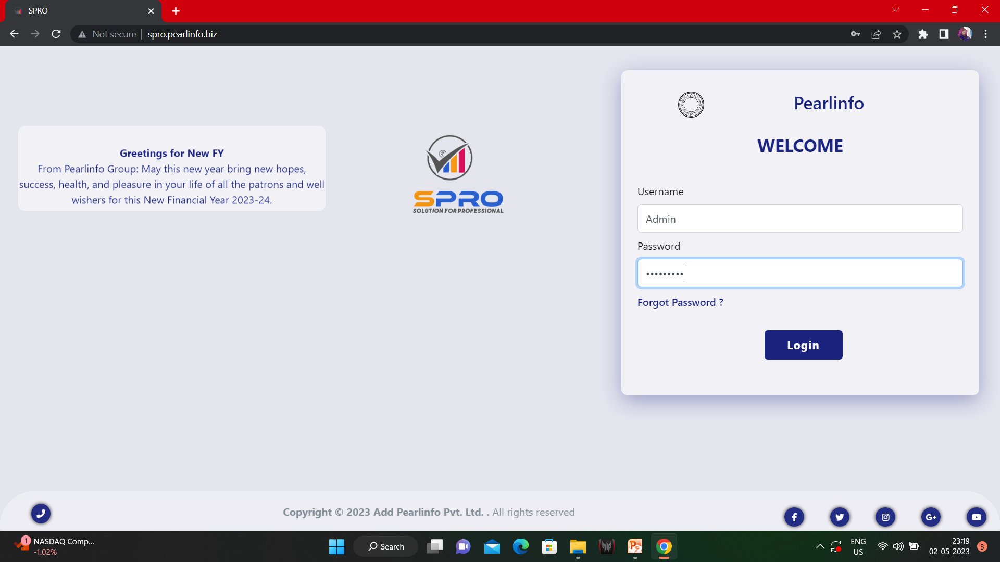 SPRO
Not secure
spro.pearlinfo.biz
Greetings for New FY
From Pearlinfo Group: May this new year bring new hopes,
success, health, and pleasure in your life of all the patrons and well
wishers for this New Financial Year 2023-24.
₹
SPRO
SOLUTION FOR PROFESSIONAL
Pearlinfo
WELCOME
Username
Admin
Password
•••••••••
Forgot Password ?
Login
Copyright © 2023 Add Pearlinfo Pvt. Ltd. . All rights reserved
G+
1
NASDAQ Comp...
-1.02%
Search
ENG
US
23:19
02-05-2023
3